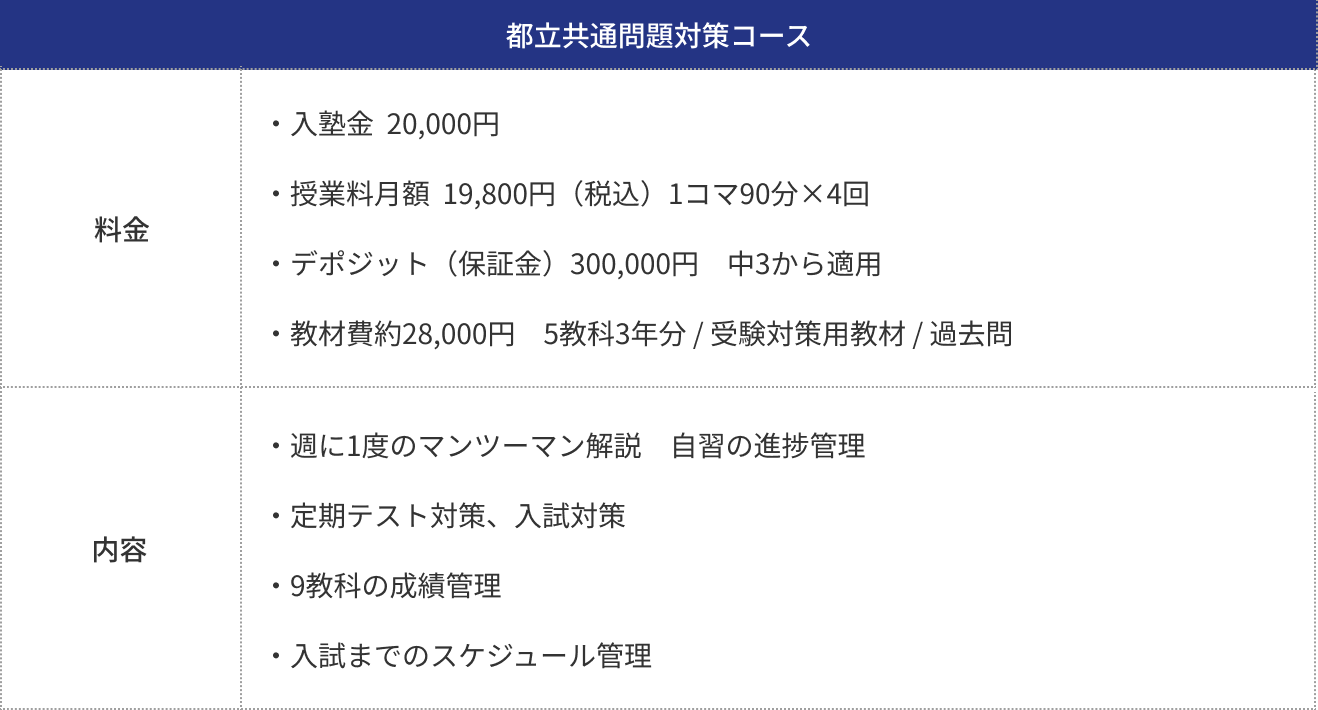 都立共通問題対策コース
料金
・入塾金 20,000円
・授業料月額 19,800円（税込）1コマ90分×4回
・デポジット（保証金）300,000円　中3から適用
・教材費約28,000円　5教科3年分 / 受験対策用教材 / 過去問
内容
・週に1度のマンツーマン解説　自習の進捗管理
・定期テスト対策、入試対策
・9教科の成績管理
・入試までのスケジュール管理